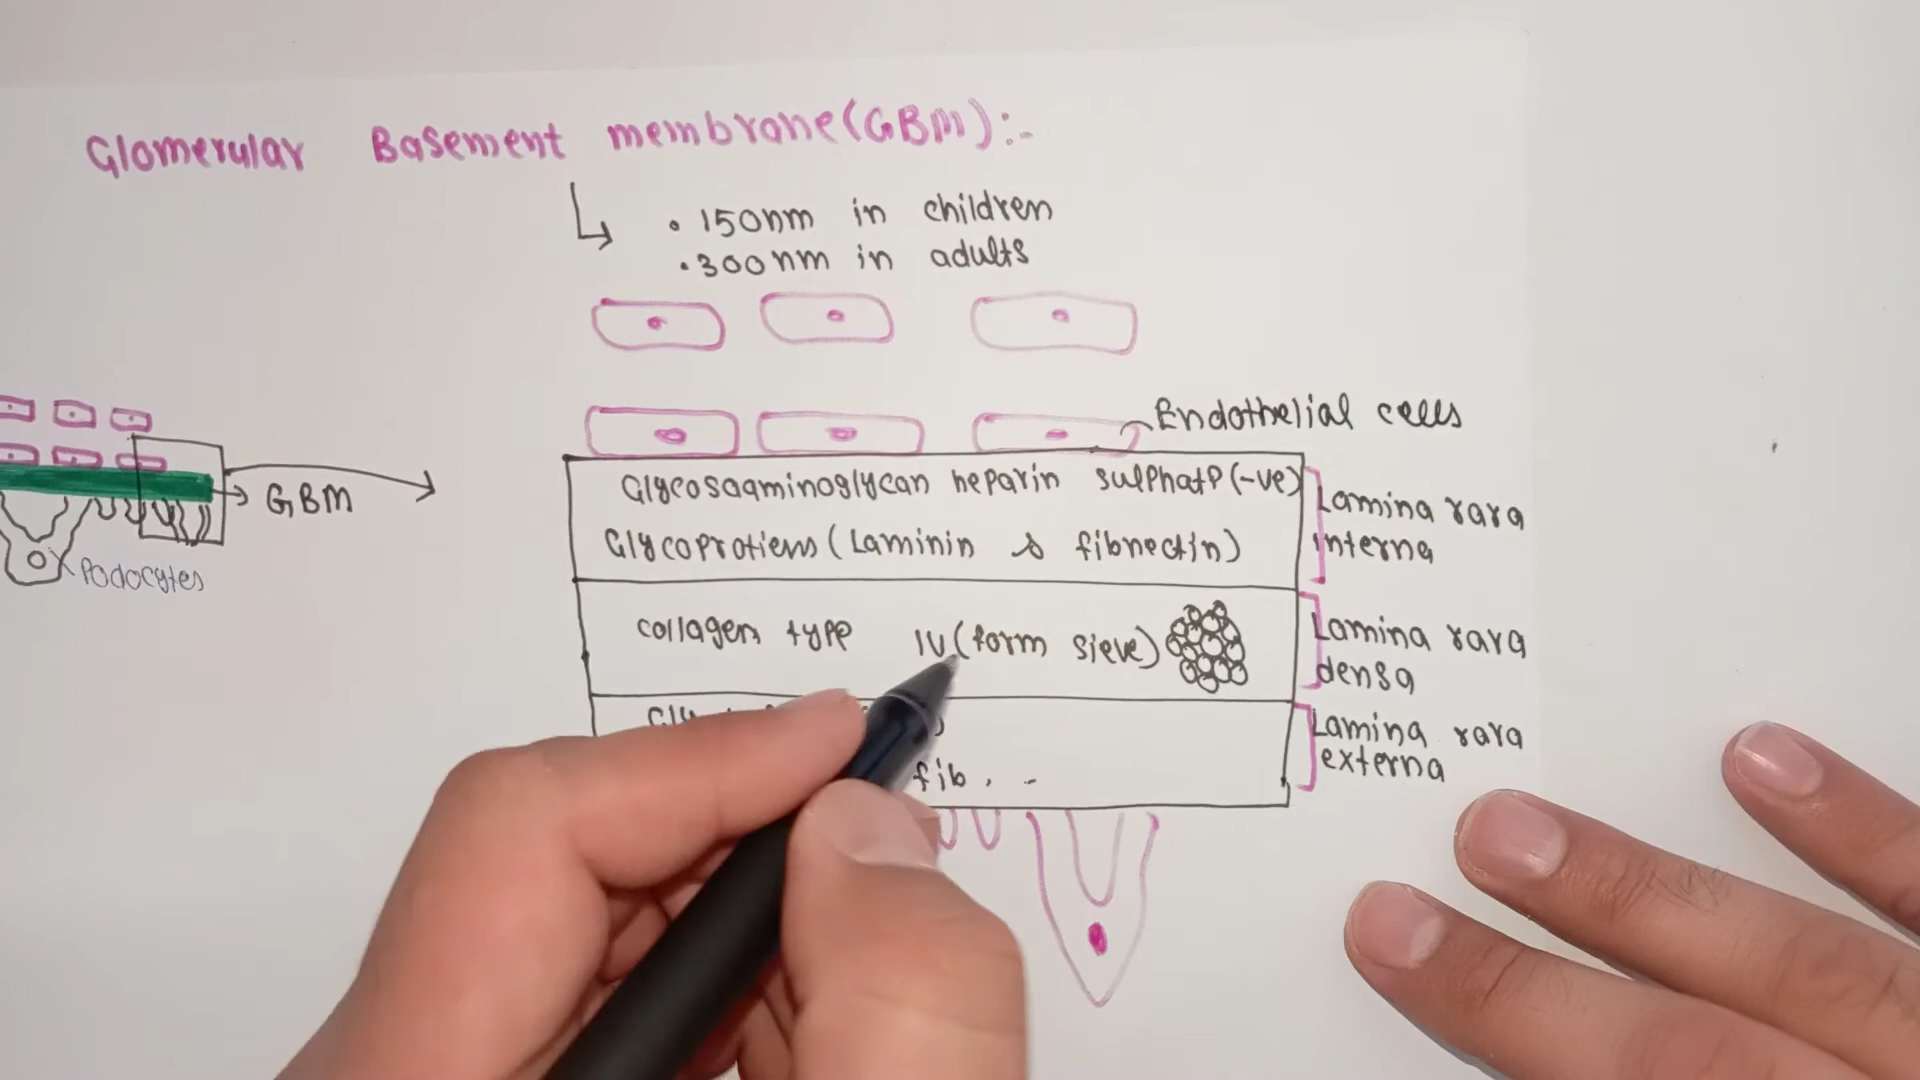 Glomerular Basement membrane(GBM):-
• 150nm in children
• 300nm in adults
Endothelial cells
Glycosaaminoglycan heparin sulphate (-ve)
Glycoprotiens (Laminin & fibnectin)
Lamina rara
interna
collagen type IV (form sieve)
Lamina rara
densa
fib.
Lamina rara
externa
GBM
Podocytes